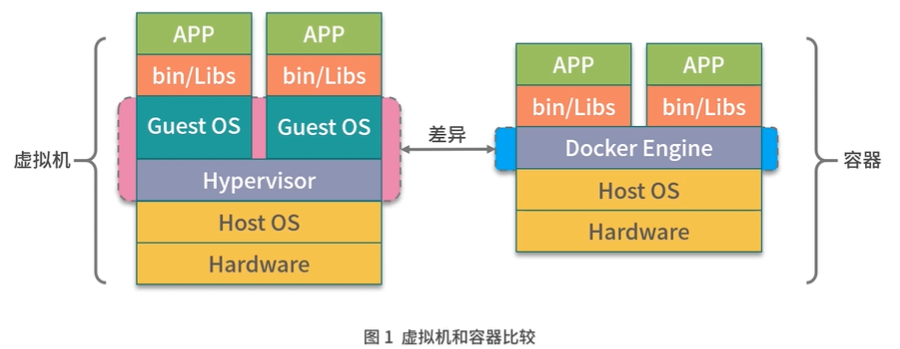 虚拟机
APP
APP
bin/Libs
bin/Libs
Guest OS
Guest OS
Hypervisor
Host OS
Hardware
差异
APP
APP
bin/Libs
bin/Libs
Docker Engine
Host OS
Hardware
容器
图 1 虚拟机和容器比较